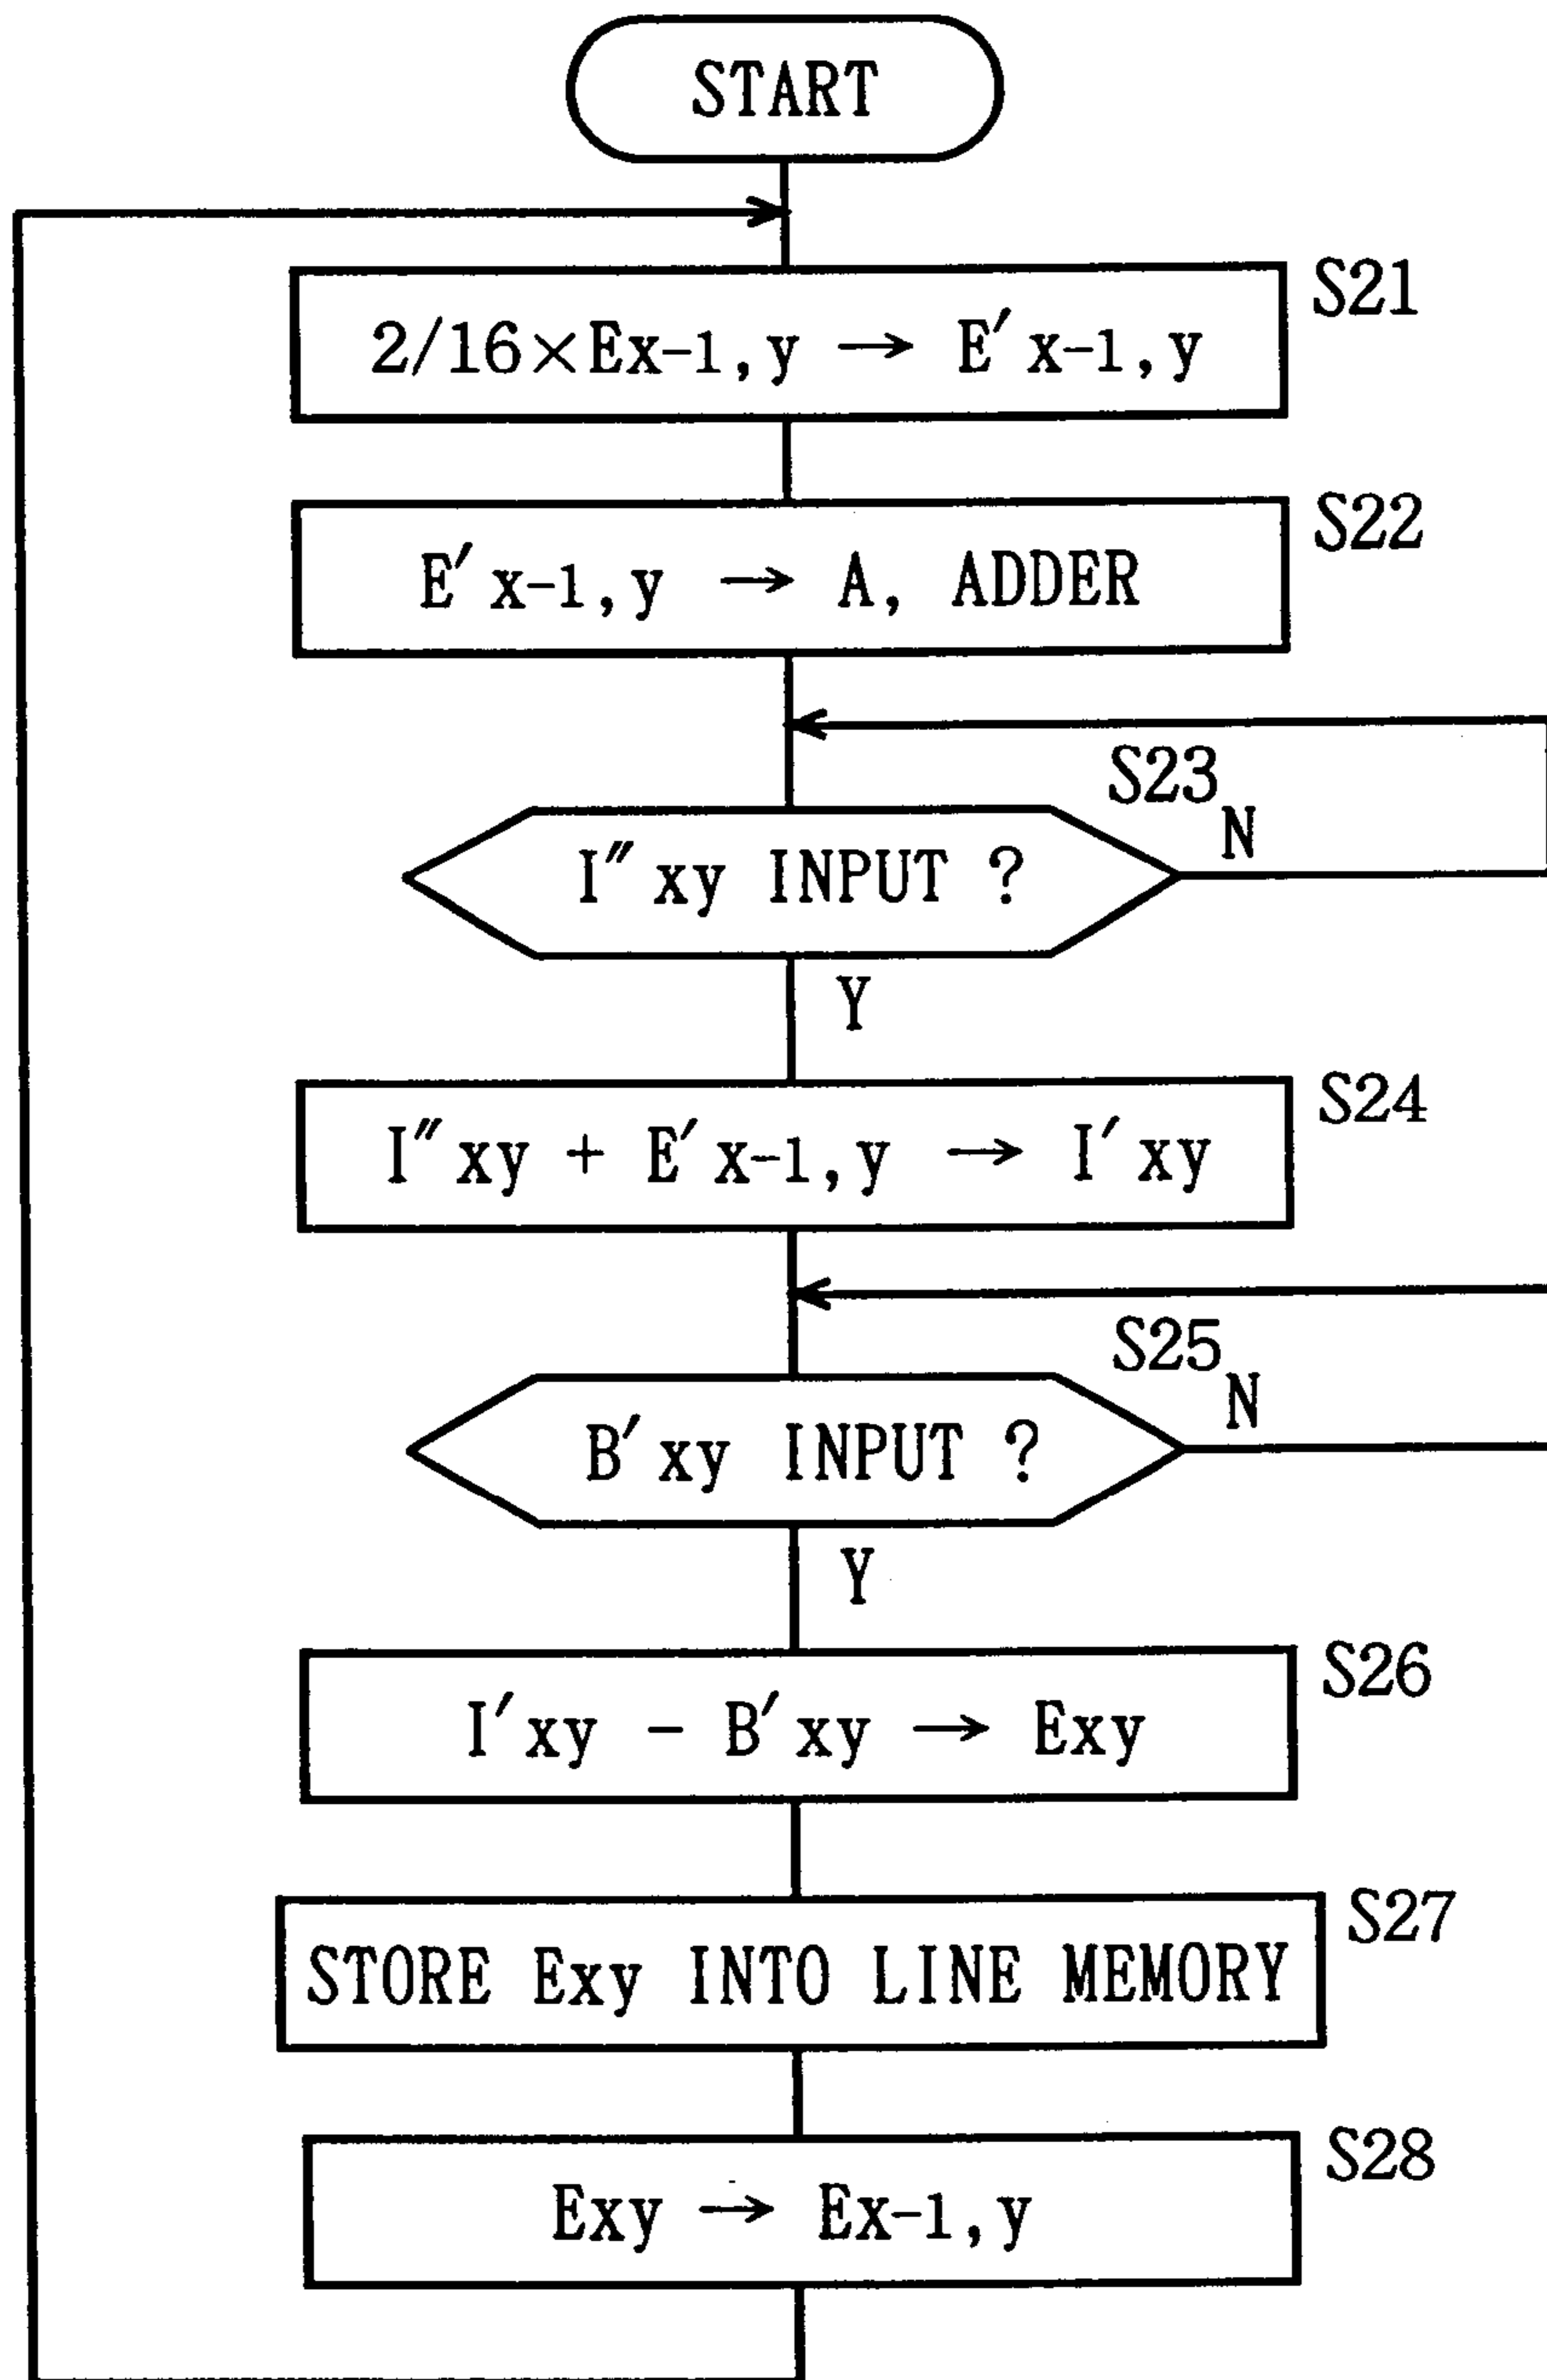 START
S21
2/16×Ex-1,y → E′x-1,y
S22
E′x-1,y → A, ADDER
S23
I″xy INPUT ?
N
Y
S24
I″xy + E′x-1,y → I′xy
S25
B′xy INPUT ?
N
Y
S26
I′xy - B′xy → Exy
S27
STORE Exy INTO LINE MEMORY
S28
Exy → Ex-1,y